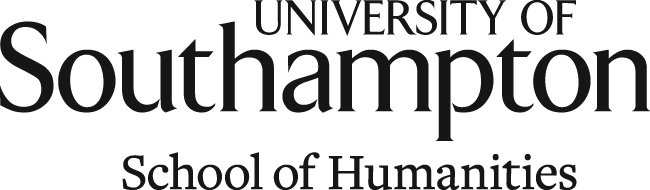 UNIVERSITY OF
Southampton
School of Humanities